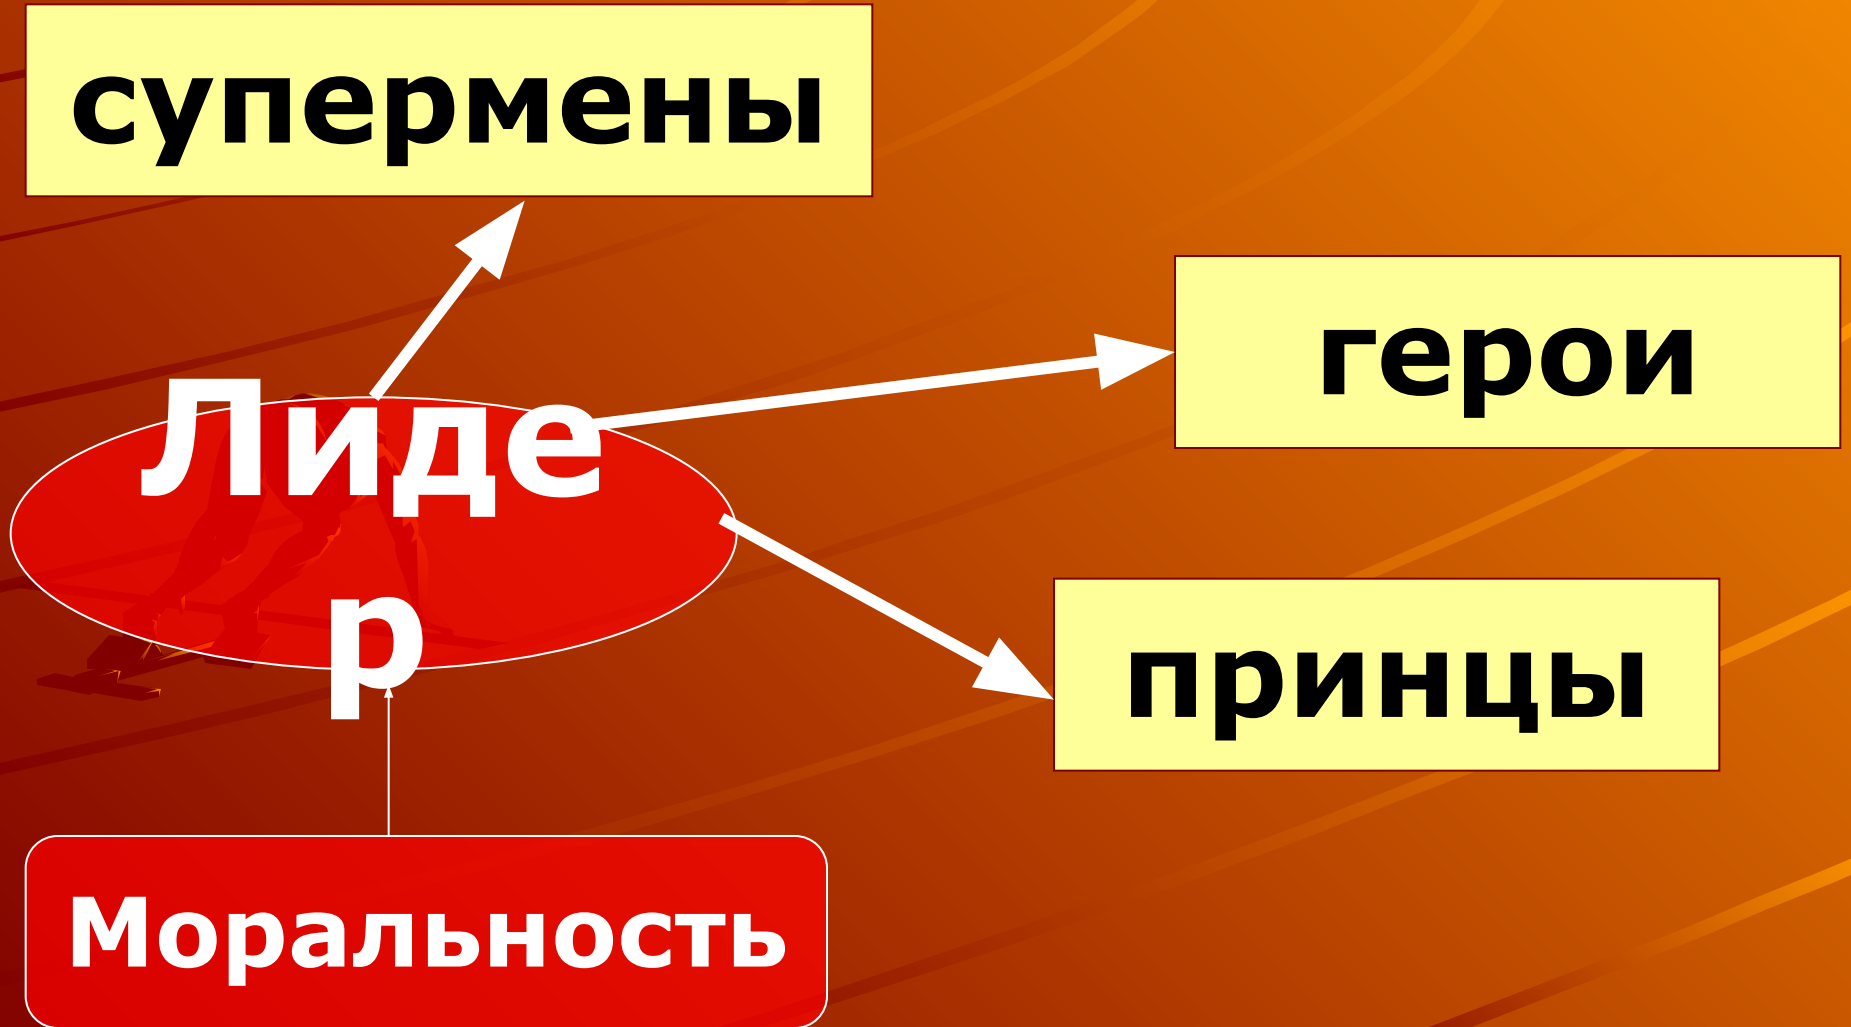 супермены
герои
Лиде
р
принцы
Моральность